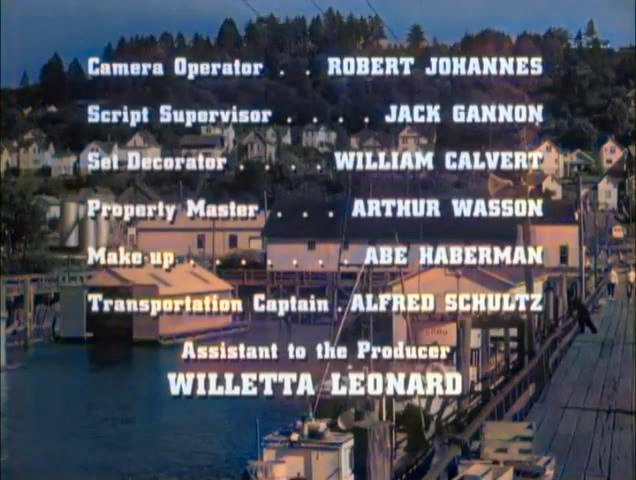 Camera Operator . . ROBERT JOHANNES
Script Supervisor . . . . JACK GANNON
Set Decorator . . . WILLIAM CALVERT
Property Master . . . ARTHUR WASSON
Make-up . . . . . . ABE HABERMAN
Transportation Captain . ALFRED SCHULTZ
Assistant to the Producer
WILLETTA LEONARD